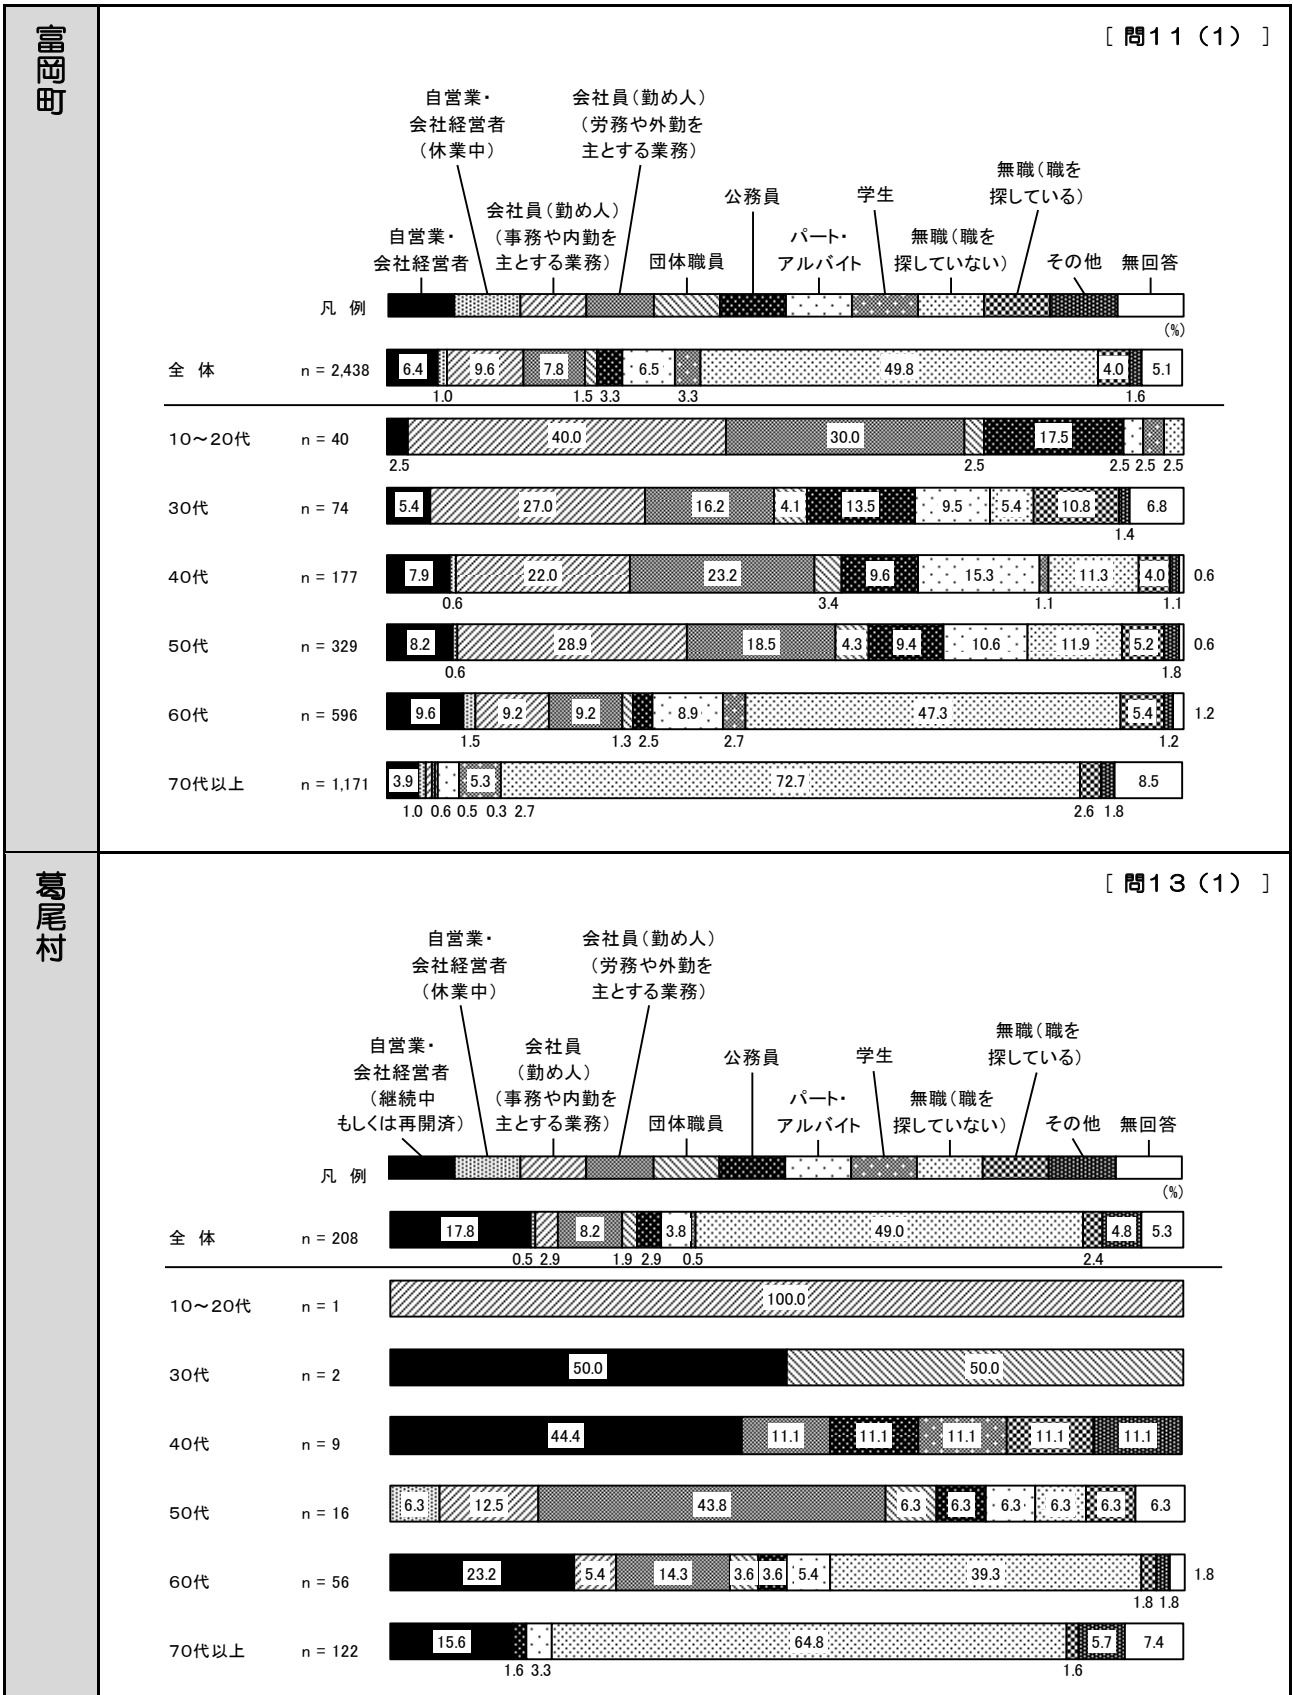 富岡町
［ 問11（1） ］
自営業・
会社経営者
（休業中）
会社員（勤め人）
（労務や外勤を
主とする業務）
無職（職を
探している）
会社員（勤め人）
（事務や内勤を
主とする業務）
公務員
学生
自営業・
会社経営者
団体職員
パート・
アルバイト
無職（職を
探していない）
その他
無回答
凡 例
(%)
全 体 n = 2,438 6.4 9.6 7.8 6.5 49.8 4.0 5.1
1.0 1.5 3.3 3.3 1.6
10～20代 n = 40 40.0 30.0 17.5
2.5 2.5 2.5 2.5 2.5
30代 n = 74 5.4 27.0 16.2 4.1 13.5 9.5 5.4 10.8 6.8
1.4
40代 n = 177 7.9 22.0 23.2 9.6 15.3 11.3 4.0 0.6
0.6 3.4 1.1 1.1
50代 n = 329 8.2 28.9 18.5 4.3 9.4 10.6 11.9 5.2 0.6
0.6 1.8
60代 n = 596 9.6 9.2 9.2 8.9 47.3 5.4 1.2
1.5 1.3 2.5 2.7 1.2
70代以上 n = 1,171 3.9 5.3 72.7 8.5
1.0 0.6 0.5 0.3 2.7 2.6 1.8
葛尾村
［ 問13（1） ］
自営業・
会社経営者
（休業中）
会社員（勤め人）
（労務や外勤を
主とする業務）
無職（職を
探している）
自営業・
会社経営者
（継続中
もしくは再開済）
会社員
（勤め人）
（事務や内勤を
主とする業務）
公務員
学生
団体職員
パート・
アルバイト
無職（職を
探していない）
その他
無回答
凡 例
(%)
全 体 n = 208 17.8 8.2 3.8 49.0 4.8 5.3
0.5 2.9 1.9 2.9 0.5 2.4
10～20代 n = 1 100.0
30代 n = 2 50.0 50.0
40代 n = 9 44.4 11.1 11.1 11.1 11.1 11.1
50代 n = 16 6.3 12.5 43.8 6.3 6.3 6.3 6.3 6.3 6.3
60代 n = 56 23.2 5.4 14.3 3.6 3.6 5.4 39.3 1.8
1.8 1.8
70代以上 n = 122 15.6 64.8 5.7 7.4
1.6 3.3 1.6